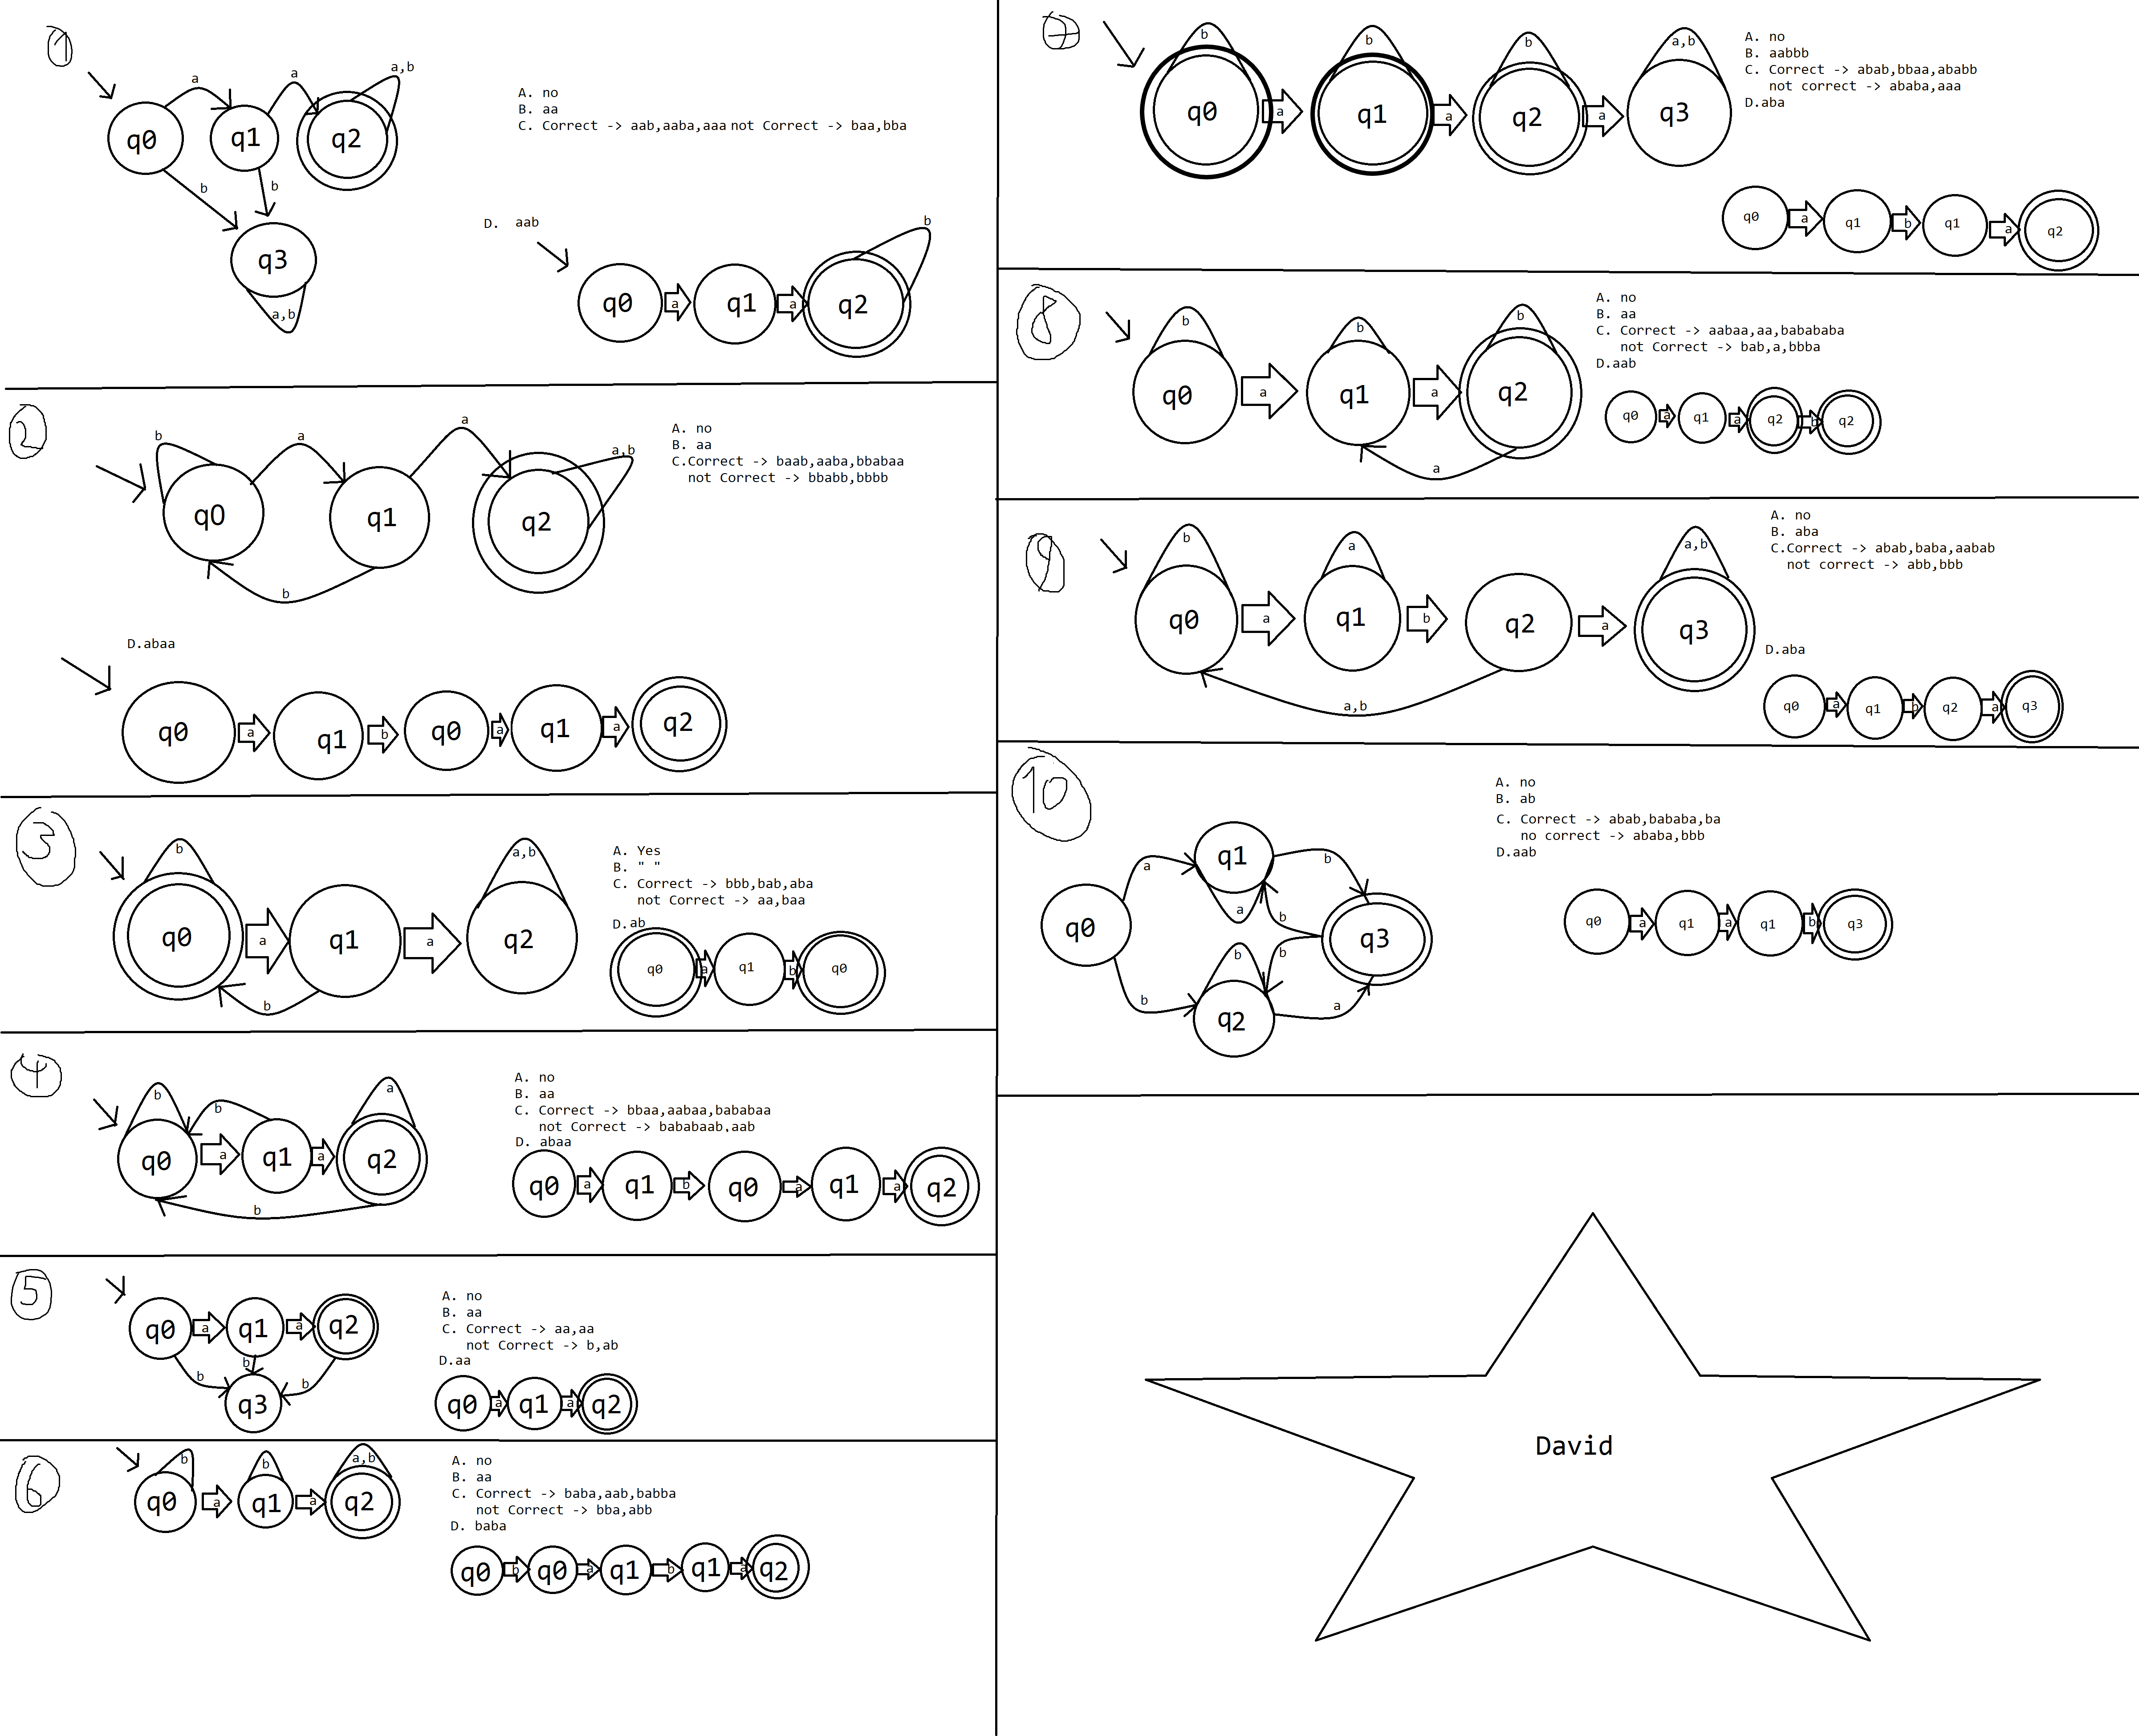 1
a
a
a,b
q0
q1
q2
b
b
q3
a,b
A. no
B. aa
C. Correct -> aab,aaba,aaa not Correct -> baa,bba
D. aab
b
q0
a
q1
a
q2
2
b
a
a
a,b
q0
q1
q2
b
A. no
B. aa
C.Correct -> baab,aaba,bbabaa
not Correct -> bbabb,bbbb
D.abaa
q0
a
q1
b
q0
a
q1
a
q2
3
b
a,b
q0
a
q1
a
q2
b
A. Yes
B. " "
C. Correct -> bbb,bab,aba
not Correct -> aa,baa
D.ab
q0
a
q1
b
q0
4
b
b
a
q0
a
q1
a
q2
b
A. no
B. aa
C. Correct -> bbaa,aabaa,bababaa
not Correct -> bababaab,aab
D. abaa
q0
a
q1
b
q0
a
q1
a
q2
5
q0
a
q1
a
q2
b
b
b
q3
A. no
B. aa
C. Correct -> aa,aa
not Correct -> b,ab
D.aa
q0
a
q1
a
q2
6
b
b
a,b
q0
a
q1
a
q2
A. no
B. aa
C. Correct -> baba,aab,babba
not Correct -> bba,abb
D. baba
q0
b
q0
a
q1
b
q1
a
q2
7
b
b
b
a,b
q0
a
q1
a
q2
a
q3
A. no
B. aabbb
C. Correct -> abab,bbaa,ababb
not correct -> ababa,aaa
D.aba
q0
a
q1
b
q1
a
q2
8
b
b
b
q0
a
q1
a
q2
a
A. no
B. aa
C. Correct -> aabaa,aa,babababa
not Correct -> bab,a,bbba
D.aab
q0
a
q1
a
q2
b
q2
9
b
a
a,b
q0
a
q1
b
q2
a
q3
a,b
A. no
B. aba
C.Correct -> abab,baba,aabab
not correct -> abb,bbb
D.aba
q0
a
q1
b
q2
a
q3
10
a
q1
b
a
b
q0
q3
b
b
b
q2
a
A. no
B. ab
C. Correct -> abab,bababa,ba
no correct -> ababa,bbb
D.aab
q0
a
q1
a
q1
b
q3
David